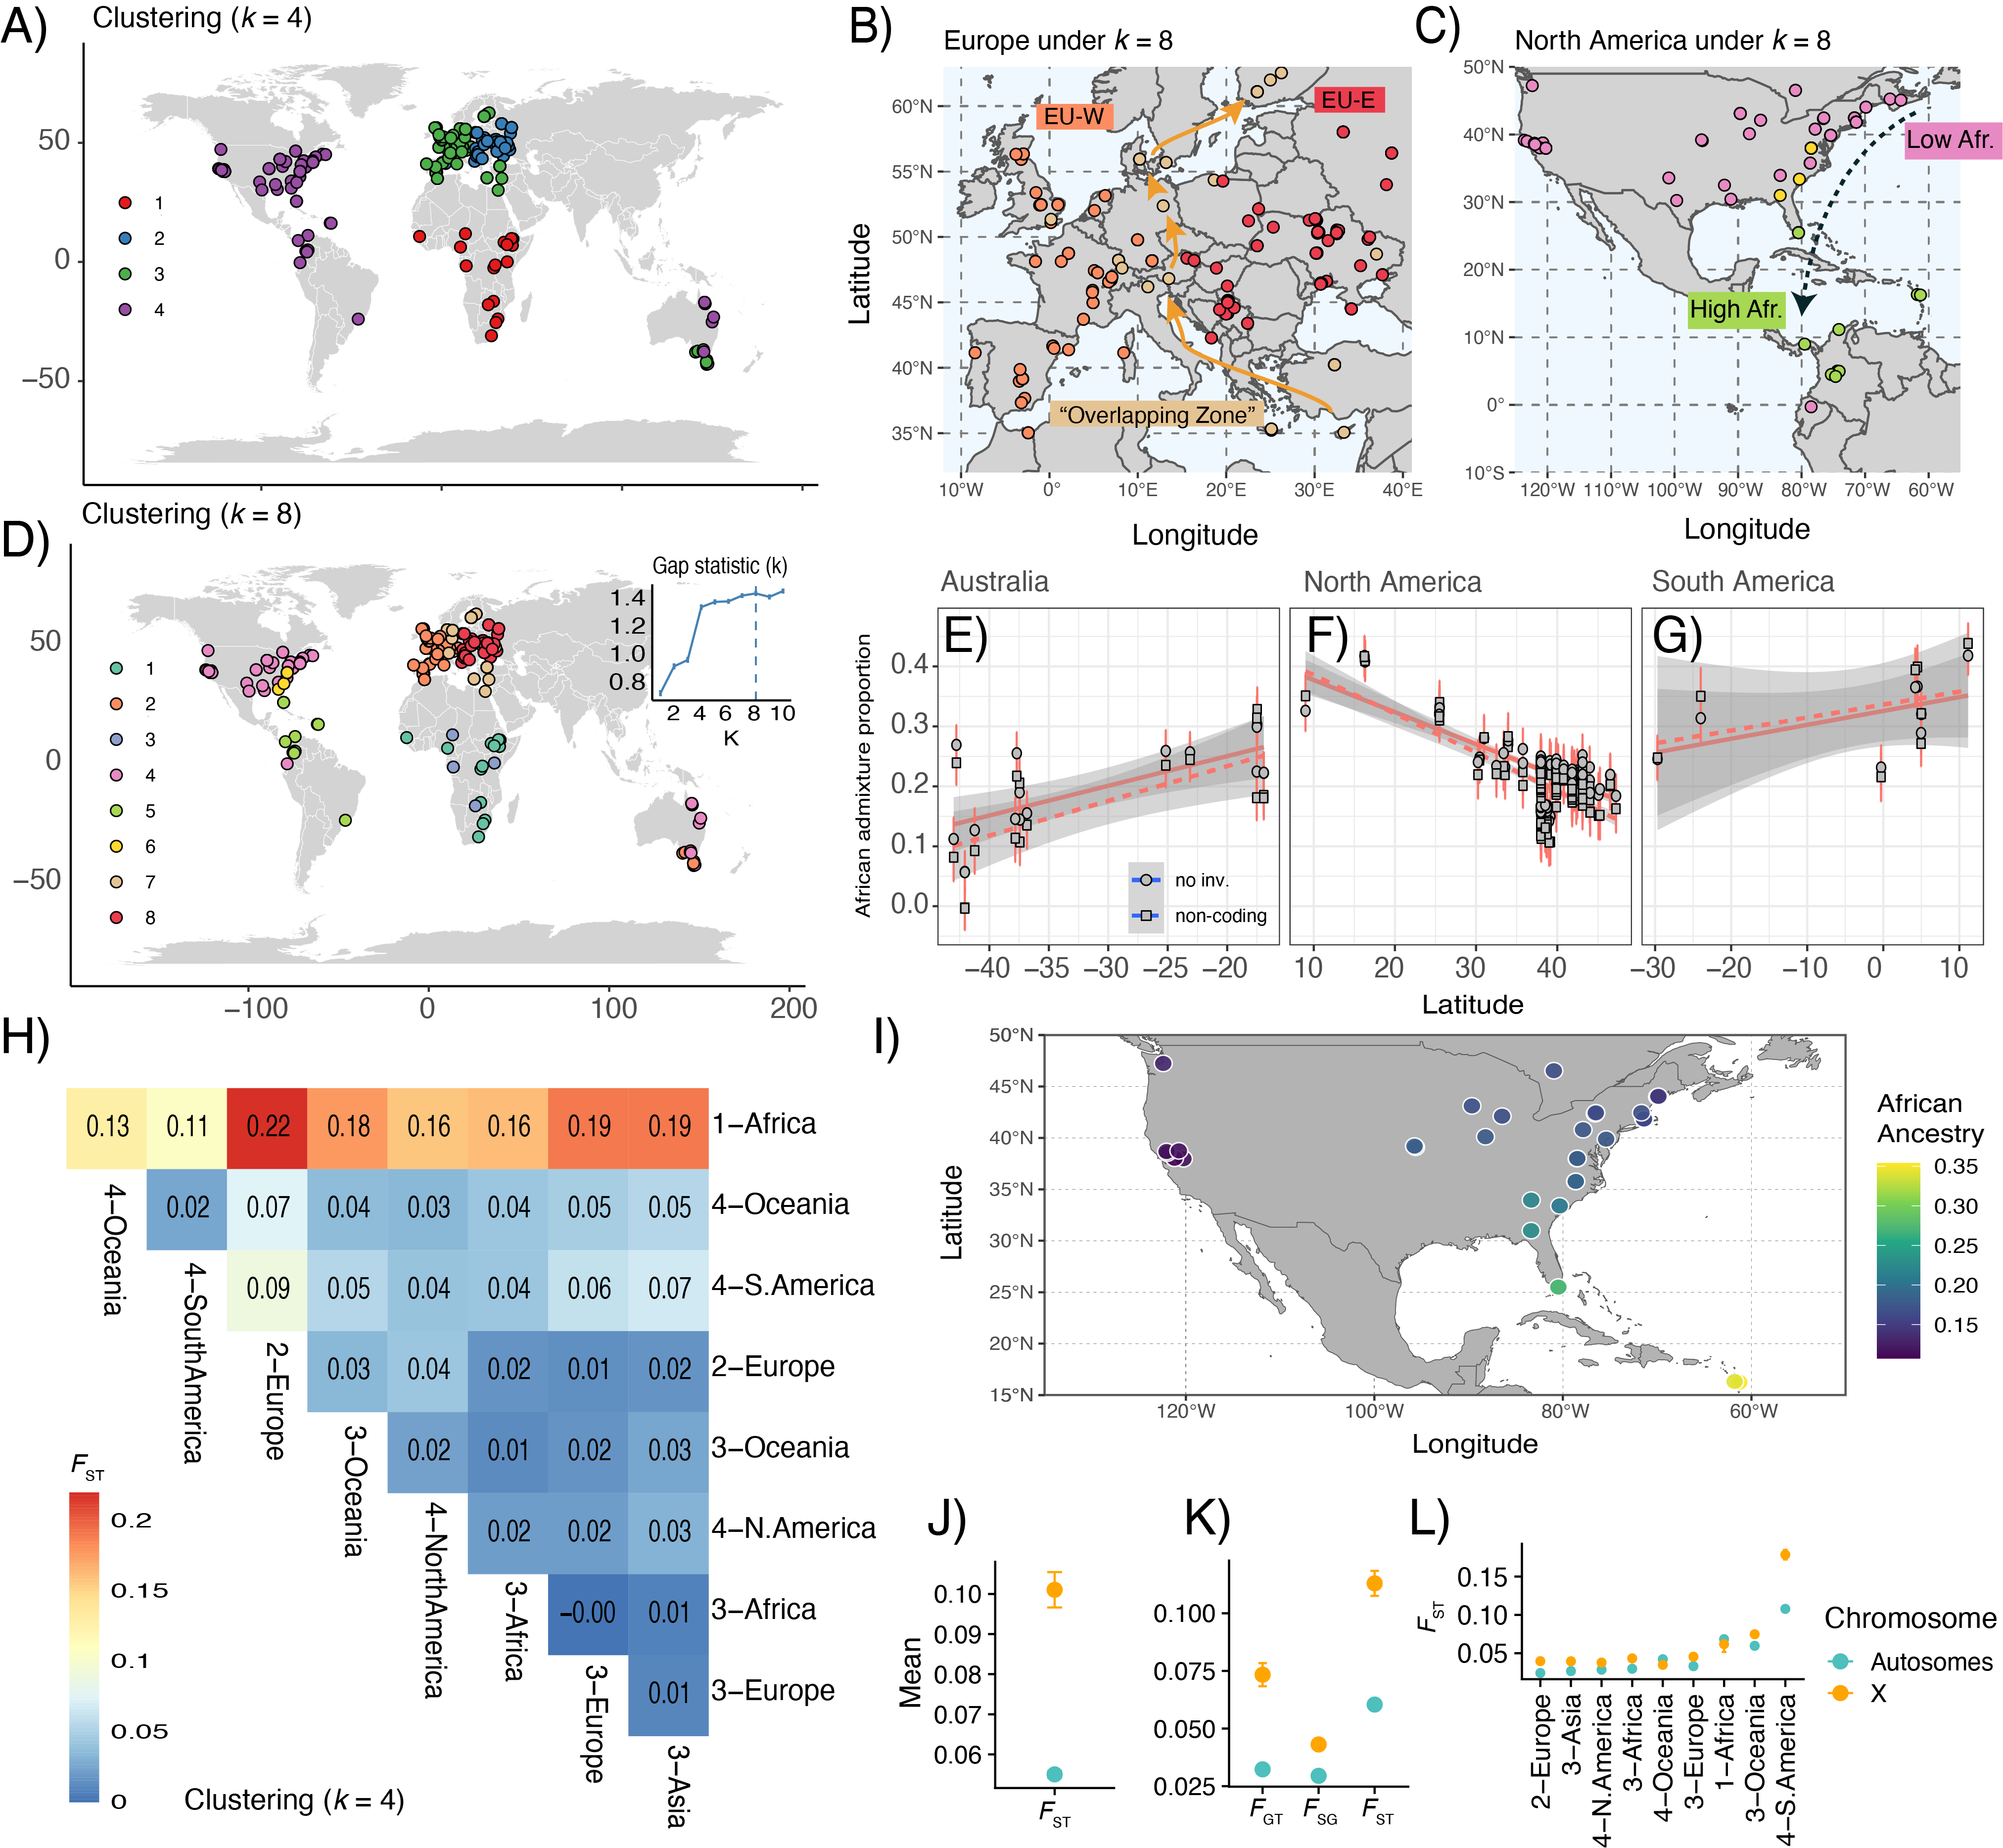 A)
Clustering (k = 4)
50
0
−50
1
2
3
4
B)
Europe under k = 8
EU-W
EU-E
“Overlapping Zone”
60°N
55°N
50°N
45°N
40°N
35°N
Latitude
10°W 0° 10°E 20°E 30°E 40°E
Longitude
C)
North America under k = 8
50°N
40°N
30°N
20°N
10°N
0°
10°S
Low Afr.
High Afr.
120°W 110°W 100°W 90°W 80°W 70°W 60°W
Longitude
D)
Clustering (k = 8)
50
0
−50
1
2
3
4
5
6
7
8
−100 0 100 200
Gap statistic (k)
1.4
1.2
1.0
0.8
2 4 6 8 10
K
Australia
North America
South America
E)
F)
G)
African admixture proportion
0.4
0.3
0.2
0.1
0.0
no inv.
non-coding
−40 −35 −30 −25 −20
10 20 30 40
−30 −20 −10 0 10
Latitude
H)
0.13 0.11 0.22 0.18 0.16 0.16 0.19 0.19 1−Africa
0.02 0.07 0.04 0.03 0.04 0.05 0.05 4−Oceania
0.09 0.05 0.04 0.04 0.06 0.07 4−S.America
0.03 0.04 0.02 0.01 0.02 2−Europe
0.02 0.01 0.02 0.03 3−Oceania
0.02 0.02 0.03 4−N.America
−0.00 0.01 3−Africa
0.01 3−Europe
4−Oceania
4−SouthAmerica
2−Europe
3−Oceania
4−NorthAmerica
3−Africa
3−Europe
3−Asia
FST
0.2
0.15
0.1
0.05
0
Clustering (k = 4)
I)
50°N
45°N
40°N
35°N
30°N
25°N
20°N
15°N
Latitude
120°W 100°W 80°W 60°W
Longitude
African
Ancestry
0.35
0.30
0.25
0.20
0.15
J)
Mean
0.10
0.09
0.08
0.07
0.06
FST
K)
0.100
0.075
0.050
0.025
FGT FSG FST
L)
FST
0.15
0.10
0.05
2−Europe
3−Asia
4−N.America
3−Africa
4−Oceania
3−Europe
1−Africa
3−Oceania
4−S.America
Chromosome
Autosomes
X